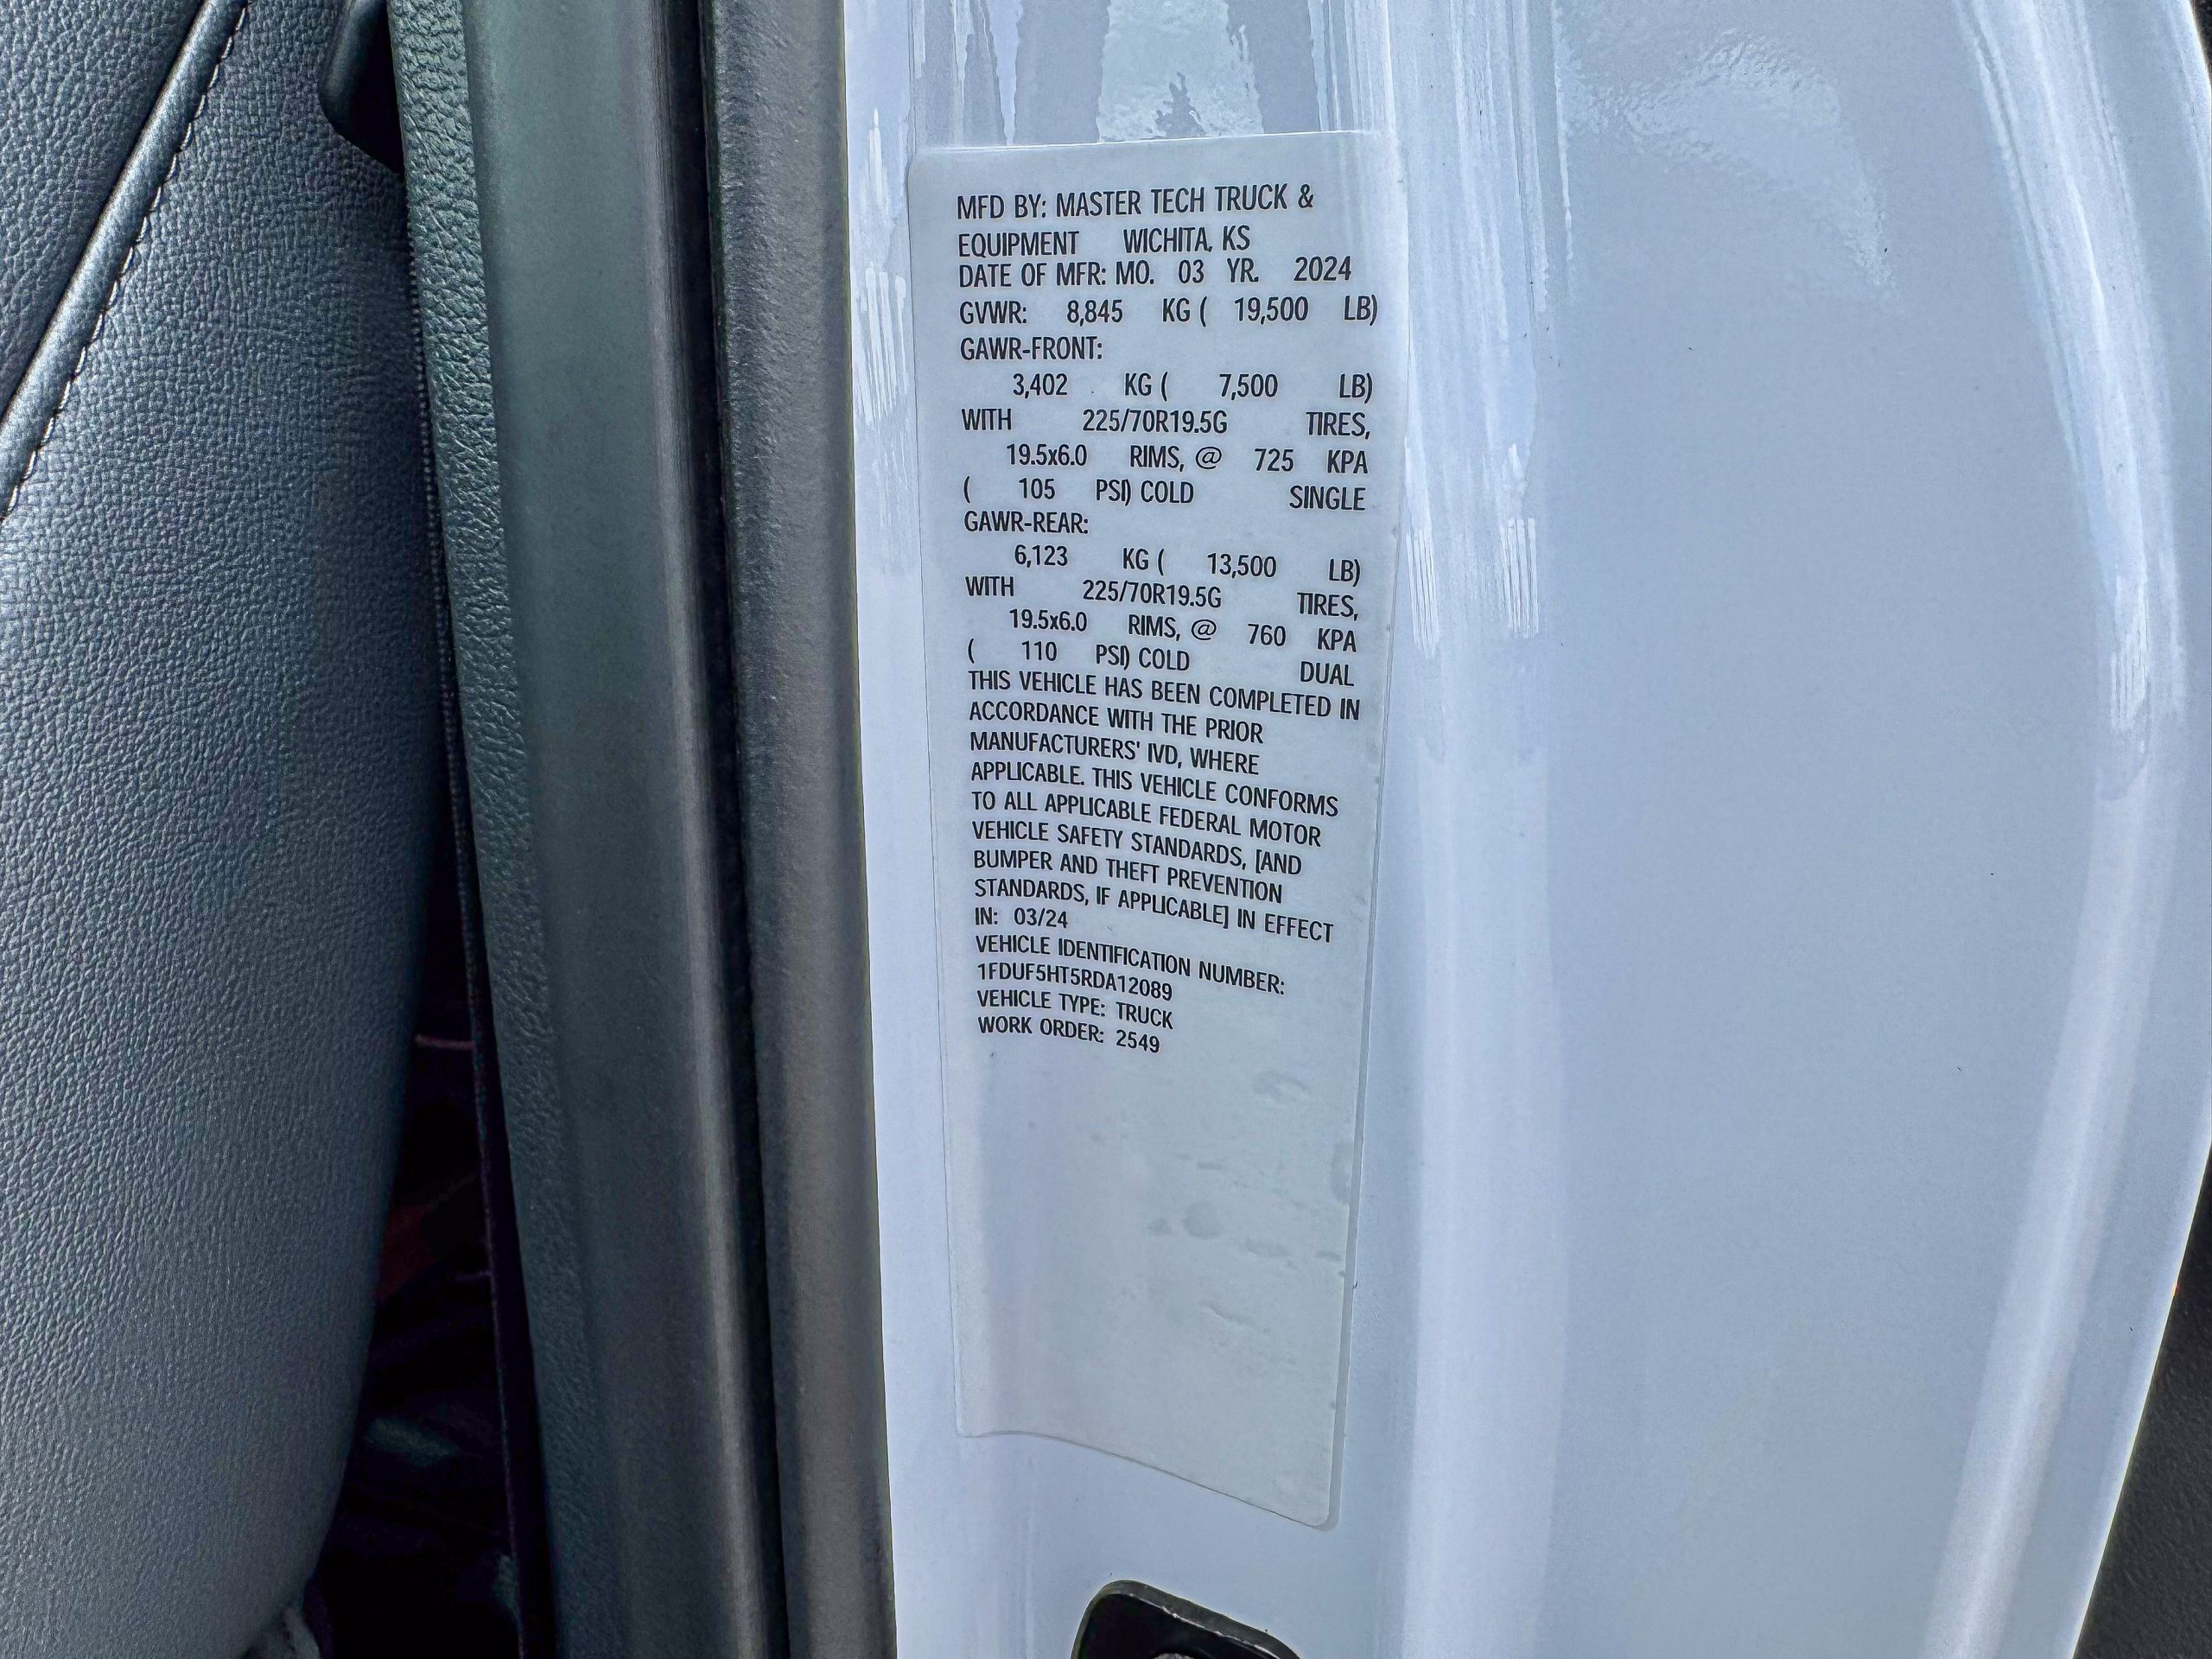 MFD BY: MASTER TECH TRUCK &
EQUIPMENT WICHITA, KS
DATE OF MFR: MO. 03 YR. 2024
GVWR: 8,845 KG ( 19,500 LB)
GAWR-FRONT:
3,402 KG ( 7,500 LB)
WITH 225/70R19.5G TIRES,
19.5x6.0 RIMS, @ 725 KPA
( 105 PSI) COLD SINGLE
GAWR-REAR:
6,123 KG ( 13,500 LB)
WITH 225/70R19.5G TIRES,
19.5x6.0 RIMS, @ 760 KPA
( 110 PSI) COLD DUAL
THIS VEHICLE HAS BEEN COMPLETED IN
ACCORDANCE WITH THE PRIOR
MANUFACTURERS' IVD, WHERE
APPLICABLE. THIS VEHICLE CONFORMS
TO ALL APPLICABLE FEDERAL MOTOR
VEHICLE SAFETY STANDARDS, [AND
BUMPER AND THEFT PREVENTION
STANDARDS, IF APPLICABLE] IN EFFECT
IN: 03/24
VEHICLE IDENTIFICATION NUMBER:
1FDUF5HT5RDA12089
VEHICLE TYPE: TRUCK
WORK ORDER: 2549